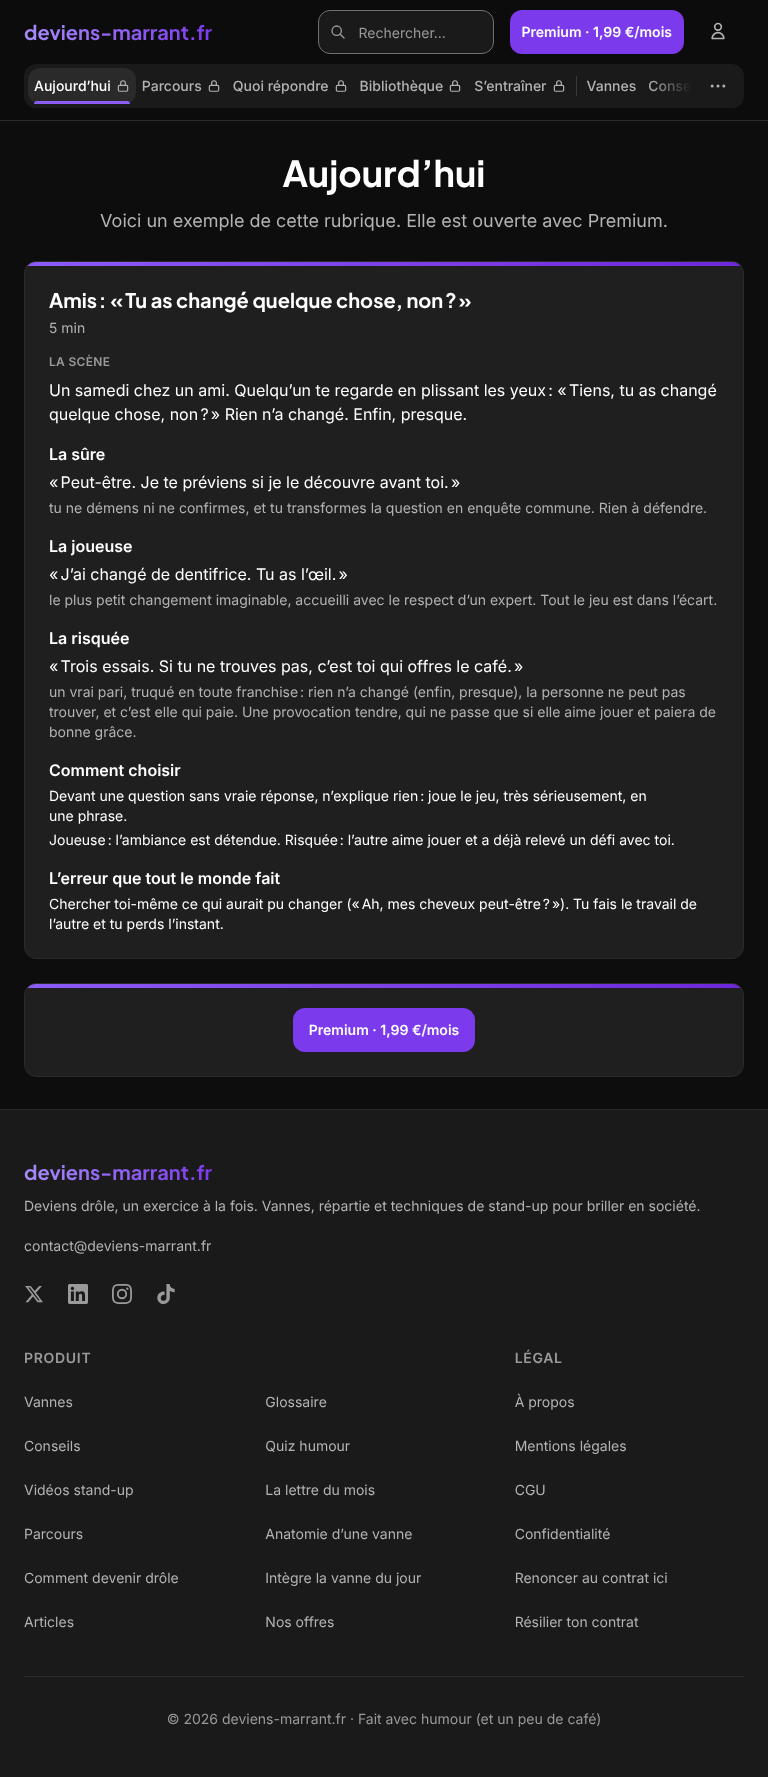 deviens-marrant.fr
Rechercher...
Premium · 1,99 €/mois
Aujourd’hui
Parcours
Quoi répondre
Bibliothèque
S’entraîner
Vannes
Aujourd’hui
Voici un exemple de cette rubrique. Elle est ouverte avec Premium.
Amis : « Tu as changé quelque chose, non ? »
5 min
LA SCÈNE
Un samedi chez un ami. Quelqu’un te regarde en plissant les yeux : « Tiens, tu as changé
quelque chose, non ? » Rien n’a changé. Enfin, presque.
La sûre
« Peut-être. Je te préviens si je le découvre avant toi. »
tu ne démens ni ne confirmes, et tu transformes la question en enquête commune. Rien à défendre.
La joueuse
« J’ai changé de dentifrice. Tu as l’œil. »
le plus petit changement imaginable, accueilli avec le respect d’un expert. Tout le jeu est dans l’écart.
La risquée
« Trois essais. Si tu ne trouves pas, c’est toi qui offres le café. »
un vrai pari, truqué en toute franchise : rien n’a changé (enfin, presque), la personne ne peut pas
trouver, et c’est elle qui paie. Une provocation tendre, qui ne passe que si elle aime jouer et paiera de
bonne grâce.
Comment choisir
Devant une question sans vraie réponse, n’explique rien : joue le jeu, très sérieusement, en
une phrase.
Joueuse : l’ambiance est détendue. Risquée : l’autre aime jouer et a déjà relevé un défi avec toi.
L’erreur que tout le monde fait
Chercher toi-même ce qui aurait pu changer (« Ah, mes cheveux peut-être ? »). Tu fais le travail de
l’autre et tu perds l’instant.
Premium · 1,99 €/mois
deviens-marrant.fr
Deviens drôle, un exercice à la fois. Vannes, répartie et techniques de stand-up pour briller en société.
contact@deviens-marrant.fr
PRODUIT
Vannes
Conseils
Vidéos stand-up
Parcours
Comment devenir drôle
Articles
Glossaire
Quiz humour
La lettre du mois
Anatomie d’une vanne
Intègre la vanne du jour
Nos offres
LÉGAL
À propos
Mentions légales
CGU
Confidentialité
Renoncer au contrat ici
Résilier ton contrat
© 2026 deviens-marrant.fr · Fait avec humour (et un peu de café)